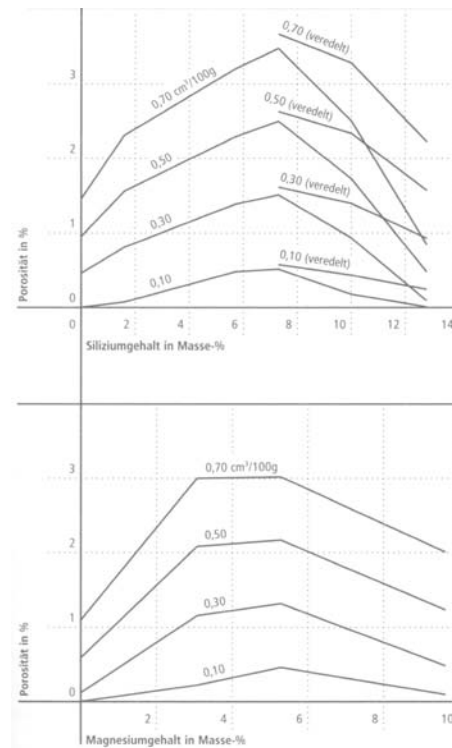 0,70 (veredelt)
3
0,70 cm³/100g
0,50 (veredelt)
2
0,50
0,30 (veredelt)
0,30
1
0,10 (veredelt)
0,10
Porosität in %
0
0 2 4 6 8 10 12 14
Siliziumgehalt in Masse-%
3
0,70 cm³/100g
0,50
2
0,30
1
0,10
Porosität in %
0
2 4 6 8 10
Magnesiumgehalt in Masse-%